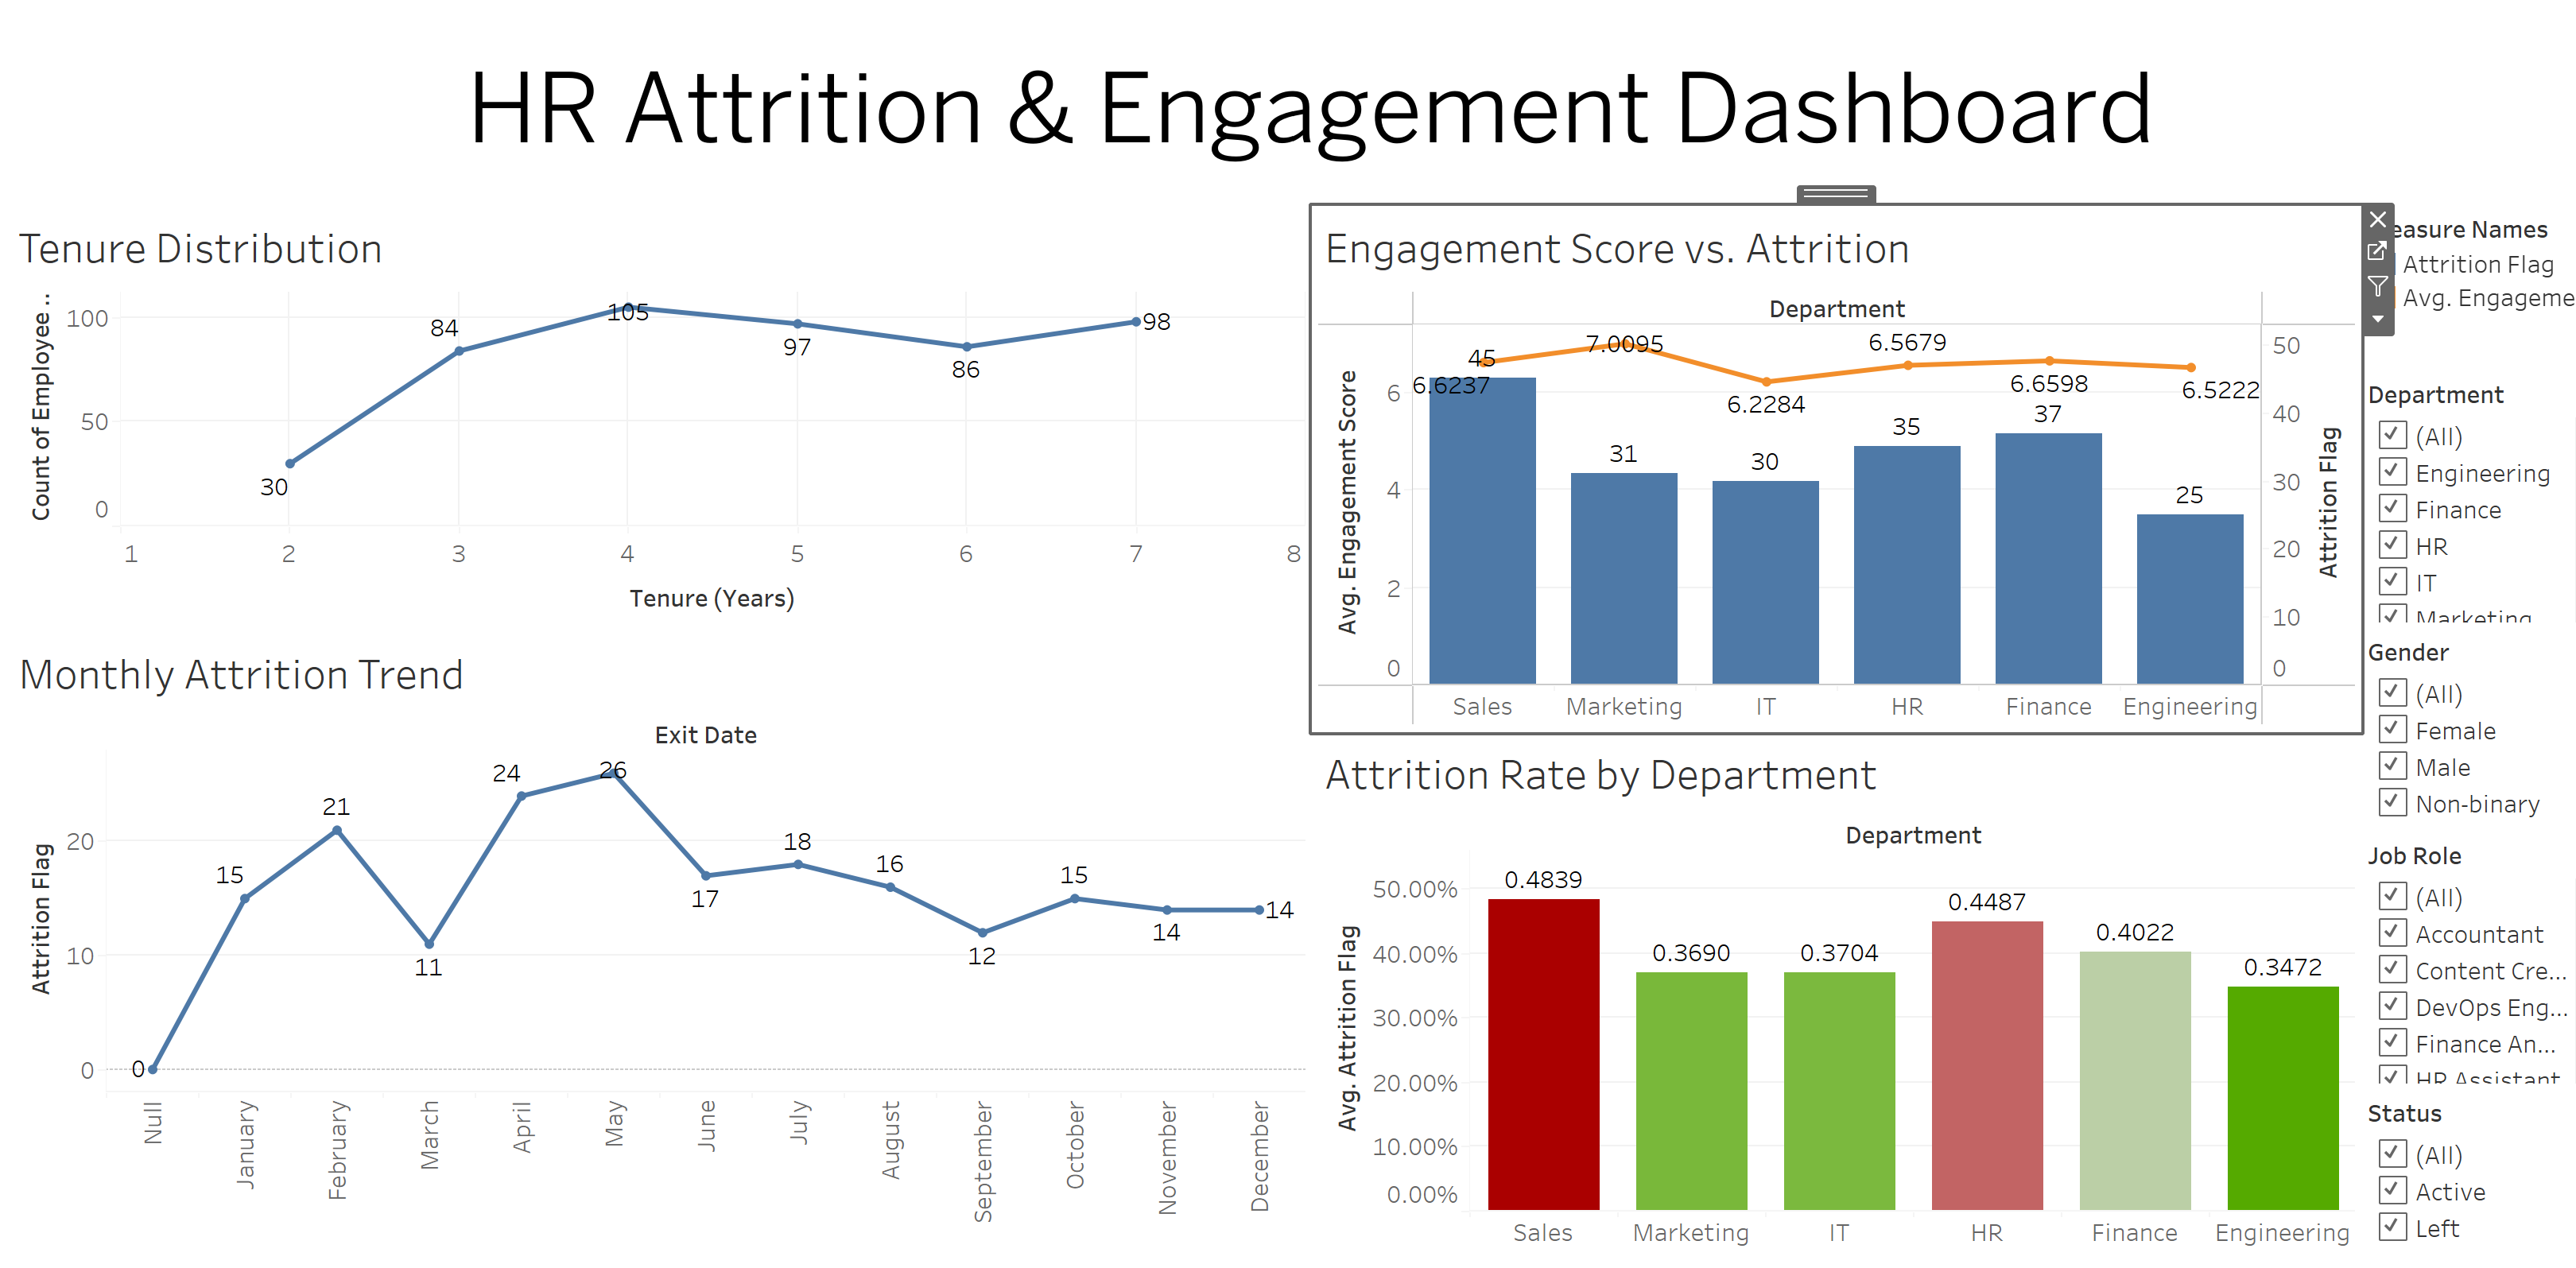 HR Attrition & Engagement Dashboard
Tenure Distribution
Count of Employee ..
100
50
0
30
84
105
97
86
98
1 2 3 4 5 6 7 8
Tenure (Years)
Monthly Attrition Trend
Exit Date
Attrition Flag
20
10
0
0
15
21
11
24
26
17
18
16
12
15
14
14
Null
January
February
March
April
May
June
July
August
September
October
November
December
Engagement Score vs. Attrition
Department
Avg. Engagement Score
6
4
2
0
45
6.6237
7.0095
6.2284
6.5679
6.6598
6.5222
31
30
35
37
25
50
40
30
20
10
0
Attrition Flag
Sales Marketing IT HR Finance Engineering
Attrition Rate by Department
Department
Avg. Attrition Flag
50.00%
40.00%
30.00%
20.00%
10.00%
0.00%
0.4839
0.3690
0.3704
0.4487
0.4022
0.3472
Sales Marketing IT HR Finance Engineering
easure Names
Attrition Flag
Avg. Engageme
Department
(All)
Engineering
Finance
HR
IT
Marketing
Gender
(All)
Female
Male
Non-binary
Job Role
(All)
Accountant
Content Cre...
DevOps Eng...
Finance An...
HR Assistant
Status
(All)
Active
Left